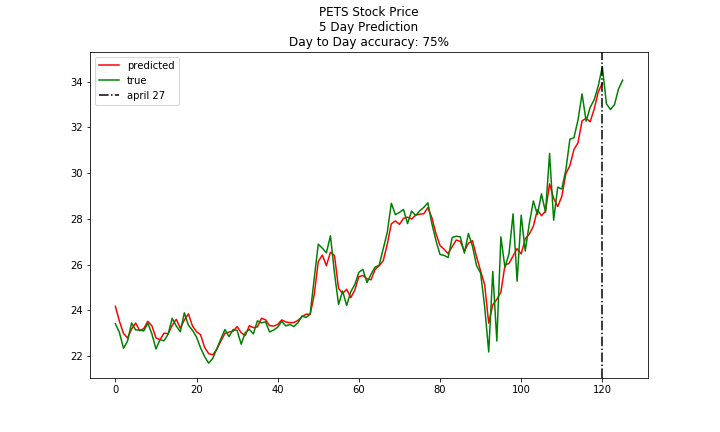 PETS Stock Price
5 Day Prediction
Day to Day accuracy: 75%
predicted
true
april 27
34
32
30
28
26
24
22
0
20
40
60
80
100
120